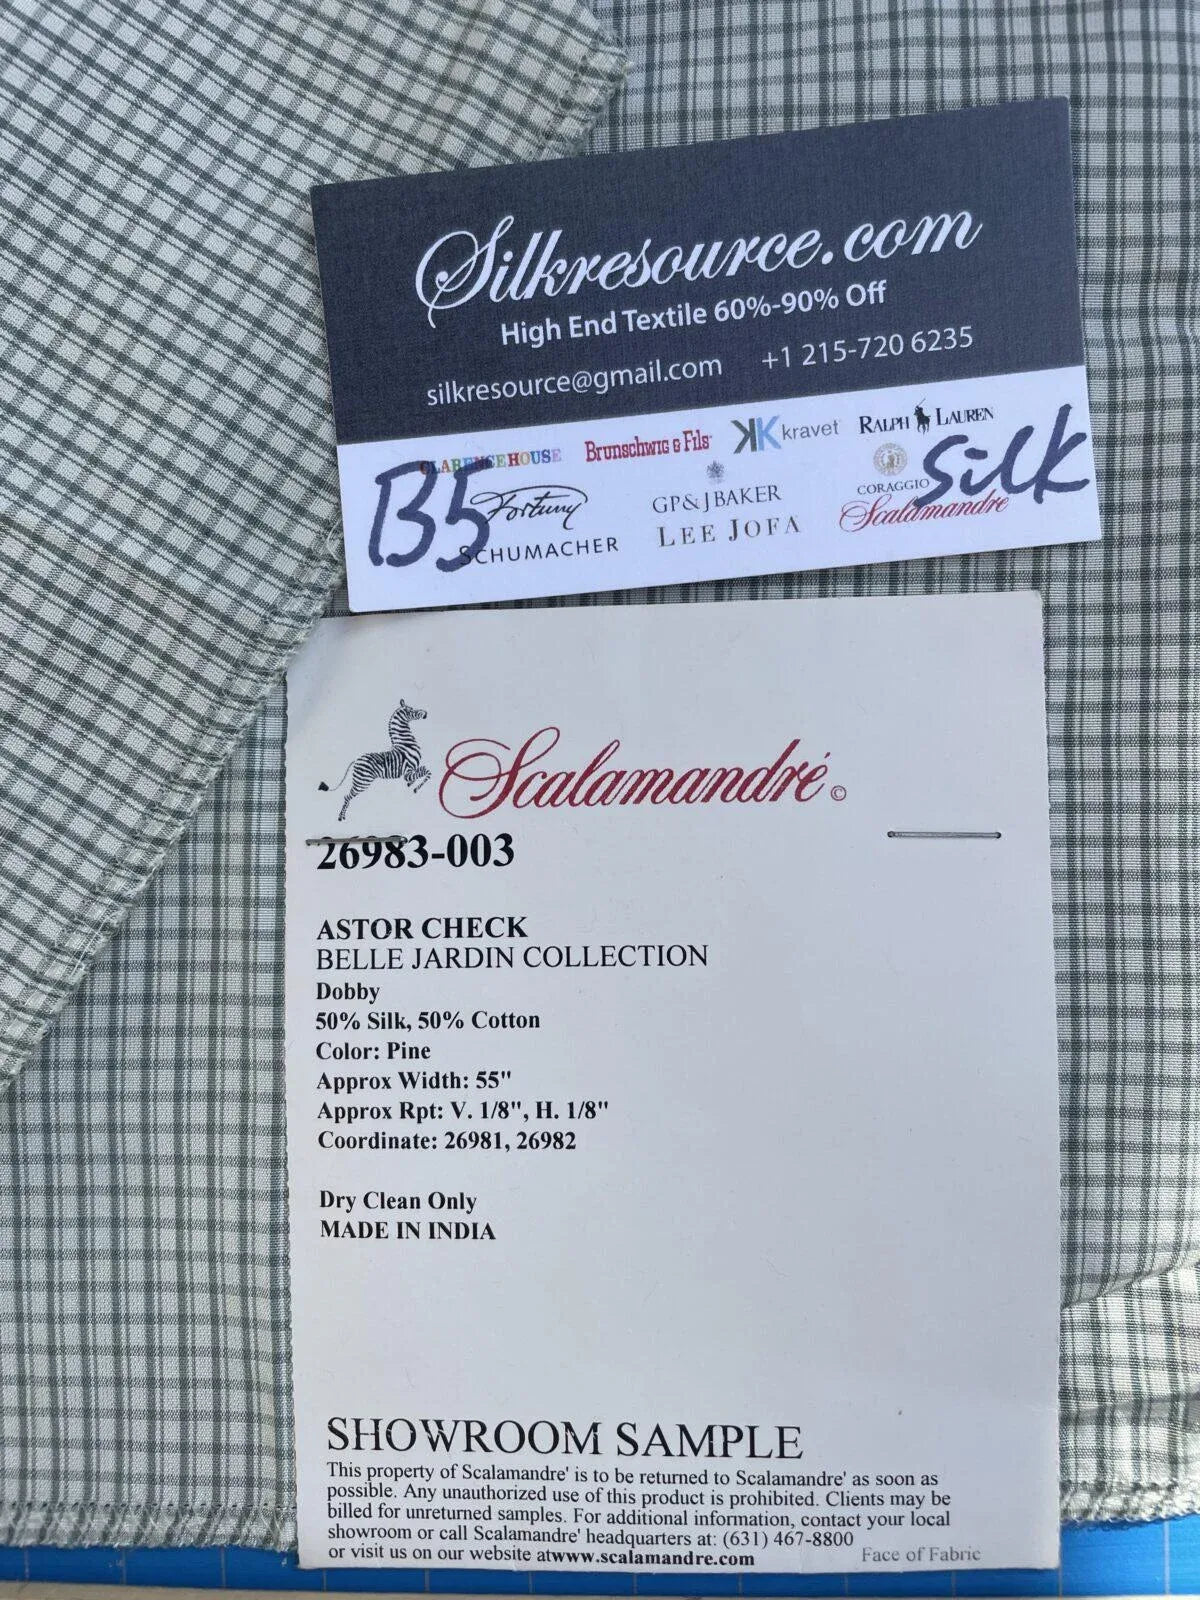 Silkresource.com
High End Textile 60%-90% Off
silkresource@gmail.com +1 215-720 6235
CLARENCE HOUSE Brunschwig & Fils kravet RALPH LAUREN
B5 Fortuny GP & J BAKER CORAGGIO Silk
SCHUMACHER LEE JOFA Scalamandre
Scalamandré ©
26983-003
ASTOR CHECK
BELLE JARDIN COLLECTION
Dobby
50% Silk, 50% Cotton
Color: Pine
Approx Width: 55"
Approx Rpt: V. 1/8", H. 1/8"
Coordinate: 26981, 26982
Dry Clean Only
MADE IN INDIA
SHOWROOM SAMPLE
This property of Scalamandre' is to be returned to Scalamandre' as soon as
possible. Any unauthorized use of this product is prohibited. Clients may be
billed for unreturned samples. For additional information, contact your local
showroom or call Scalamandre' headquarters at: (631) 467-8800
or visit us on our website atwww.scalamandre.com Face of Fabric